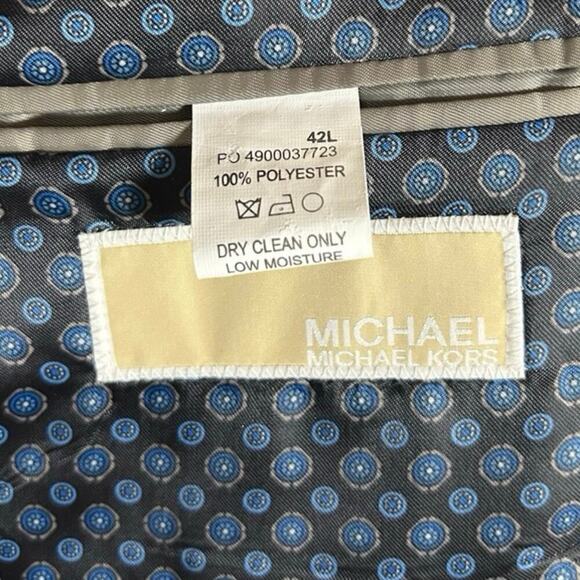 42L
PO 4900037723
100% POLYESTER
DRY CLEAN ONLY
LOW MOISTURE
MICHAEL
MICHAEL KORS